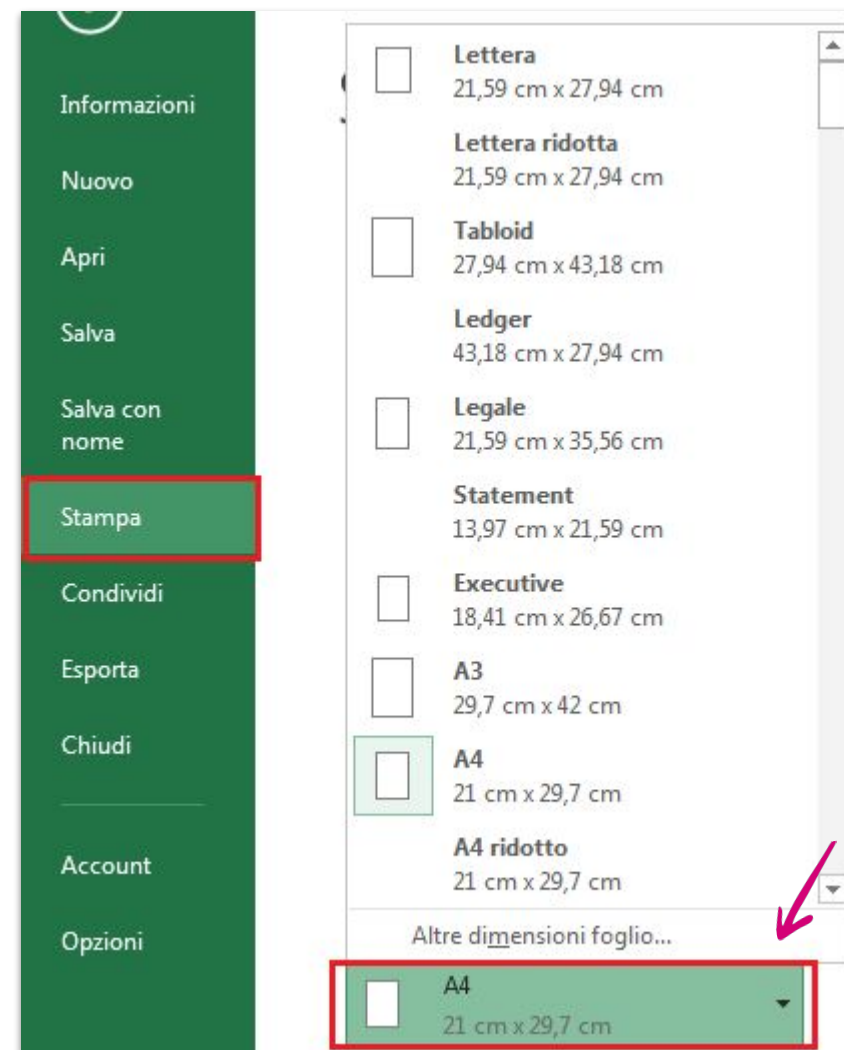 Informazioni
Nuovo
Apri
Salva
Salva con
nome
Stampa
Condividi
Esporta
Chiudi
Account
Opzioni
Lettera
21,59 cm x 27,94 cm
Lettera ridotta
21,59 cm x 27,94 cm
Tabloid
27,94 cm x 43,18 cm
Ledger
43,18 cm x 27,94 cm
Legale
21,59 cm x 35,56 cm
Statement
13,97 cm x 21,59 cm
Executive
18,41 cm x 26,67 cm
A3
29,7 cm x 42 cm
A4
21 cm x 29,7 cm
A4 ridotto
21 cm x 29,7 cm
Altre dimensioni foglio...
A4
21 cm x 29,7 cm